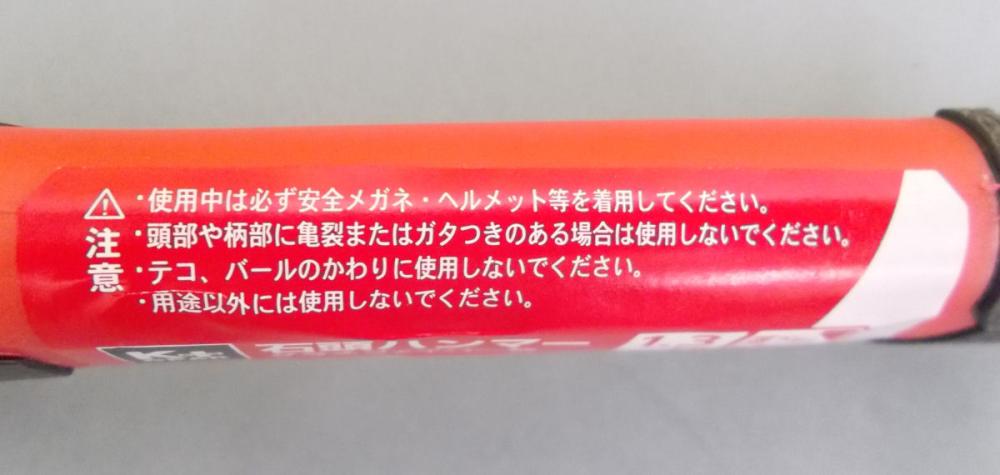 ⚠ ・使用中は必ず安全メガネ・ヘルメット等を着用してください。
注意
・頭部や柄部に亀裂またはガタつきのある場合は使用しないでください。
・テコ、バールのかわりに使用しないでください。
・用途以外には使用しないでください。
石頭ハンマー